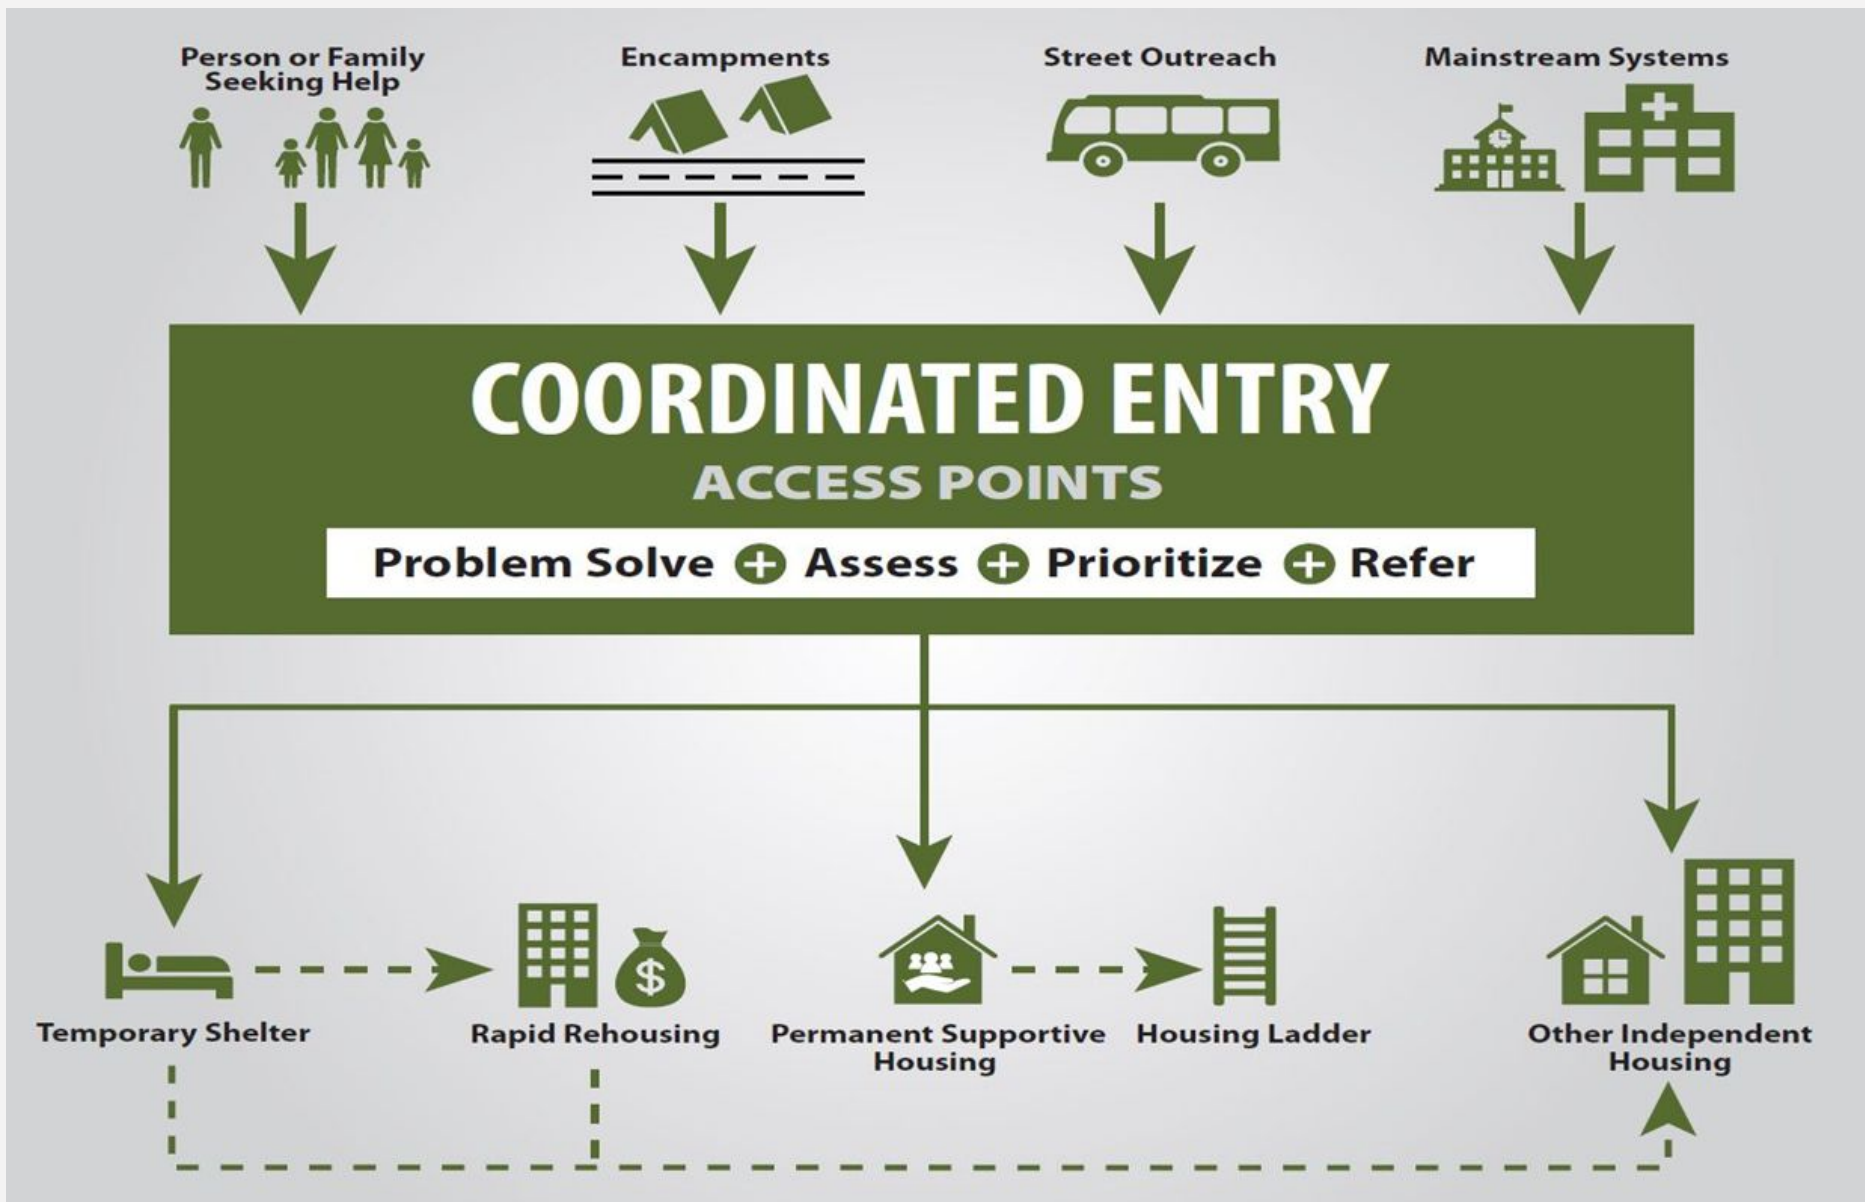 Person or Family
Seeking Help
Encampments
Street Outreach
Mainstream Systems
COORDINATED ENTRY
ACCESS POINTS
Problem Solve + Assess + Prioritize + Refer
$
Temporary Shelter
Rapid Rehousing
Permanent Supportive
Housing
Housing Ladder
Other Independent
Housing